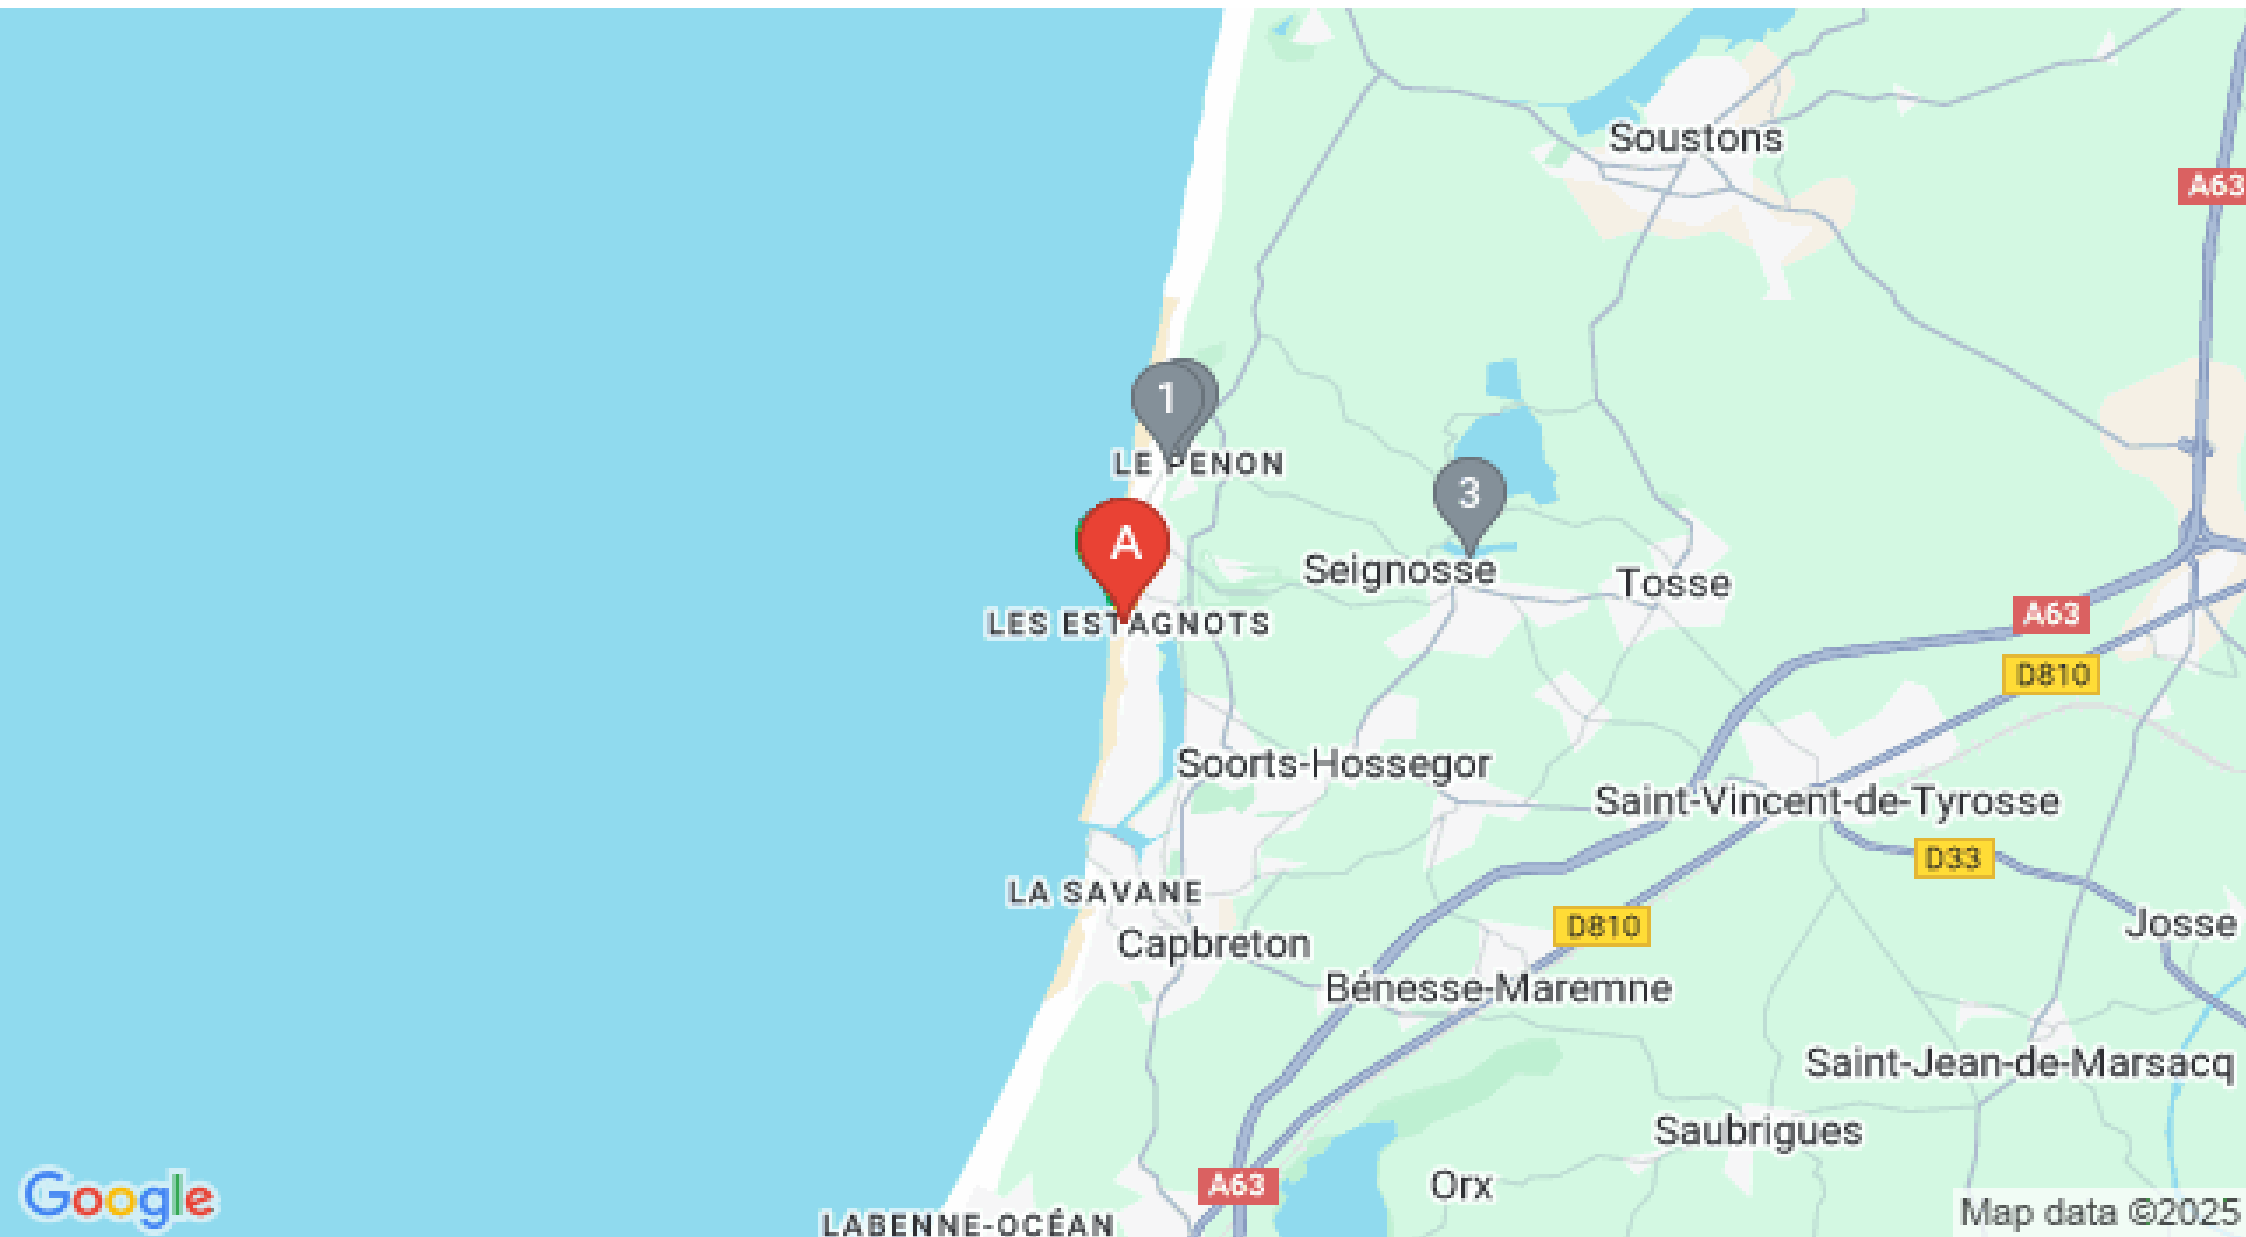 Soustons
A63
1
LE PENON
3
A
Seignosse
Tosse
LES ESTAGNOTS
A63
D810
Soorts-Hossegor
Saint-Vincent-de-Tyrosse
D33
LA SAVANE
Josse
D810
Capbreton
Bénesse-Maremne
Saint-Jean-de-Marsacq
Saubrigues
A63
Orx
Google
LABENNE-OCÉAN
Map data ©2025